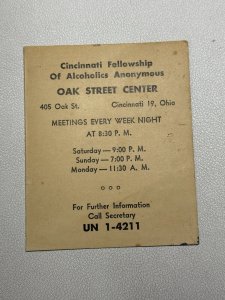 Cincinnati Fellowship
Of Alcoholics Anonymous
OAK STREET CENTER
405 Oak St. Cincinnati 19, Ohio
MEETINGS EVERY WEEK NIGHT
AT 8:30 P. M.
Saturday — 9:00 P. M.
Sunday — 7:00 P. M.
Monday — 11:30 A. M.
o o o
For Further Information
Call Secretary
UN 1-4211